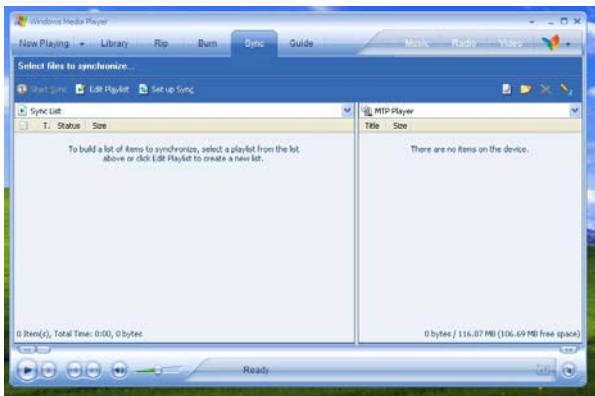 Windows Media Player
Now Playing Library Rip Burn Sync Guide Music Radio Video
Select files to synchronize...
Start Sync Edit Playlist Set up Sync
Sync List MTP Player
T. Status Size Title Size
To build a list of items to synchronize, select a playlist from the list
above or click Edit Playlist to create a new list.
There are no items on the device.
0 Item(s), Total Time: 0:00, 0 bytes
0 bytes / 116.87 MB (106.69 MB free space)
Ready